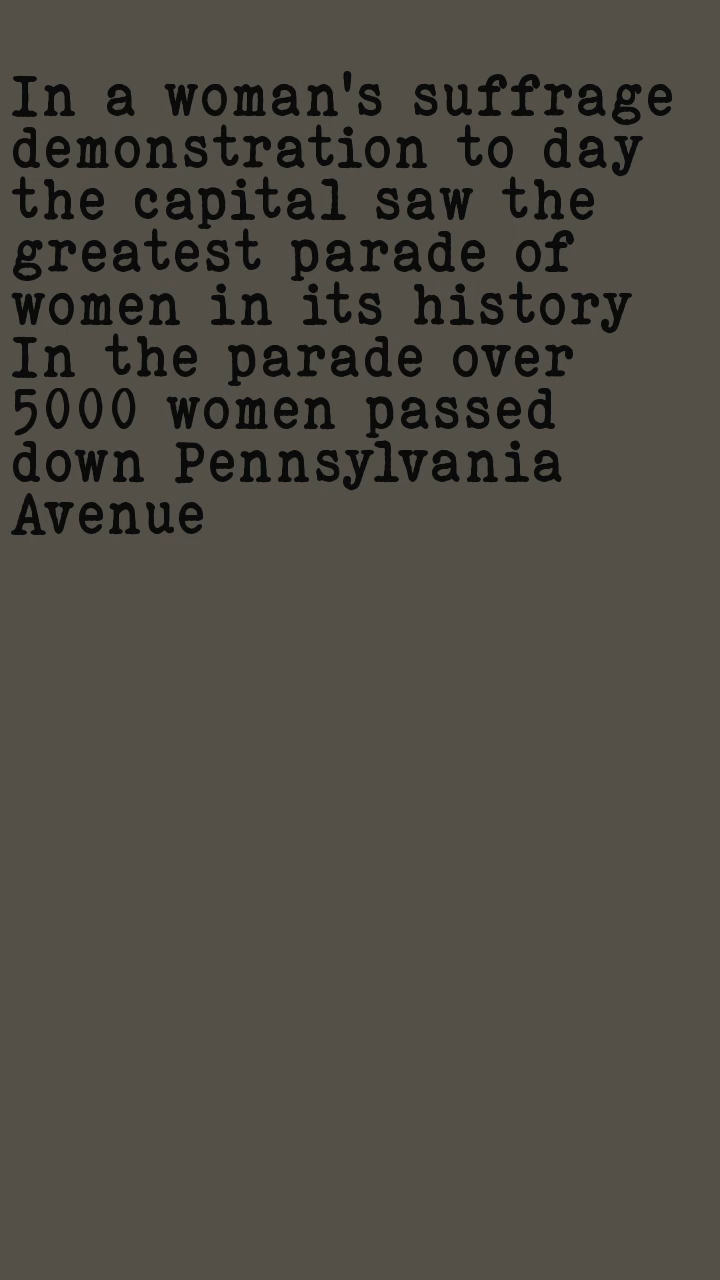 In a woman's suffrage
demonstration to day
the capital saw the
greatest parade of
women in its history
In the parade over
5000 women passed
down Pennsylvania
Avenue